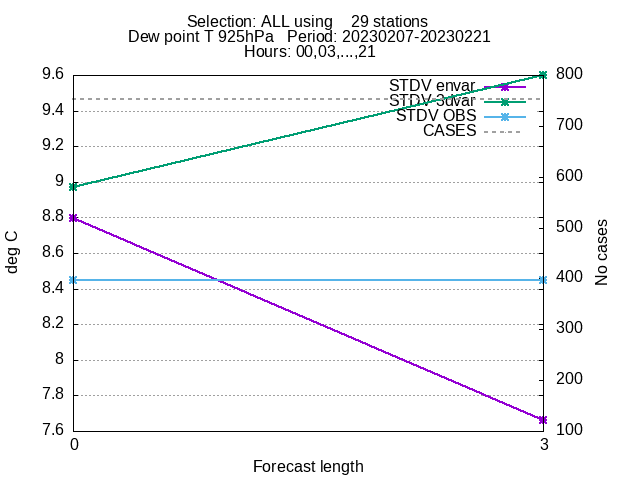 Selection: ALL using    29 stations
Dew point T 925hPa   Period: 20230207-20230221
Hours: 00,03,...,21
9.6
9.4
9.2
9
8.8
8.6
8.4
8.2
8
7.8
7.6
deg C
STDV envar
STDV 3dvar
STDV OBS
CASES
800
700
600
500
400
300
200
100
No cases
0
3
Forecast length